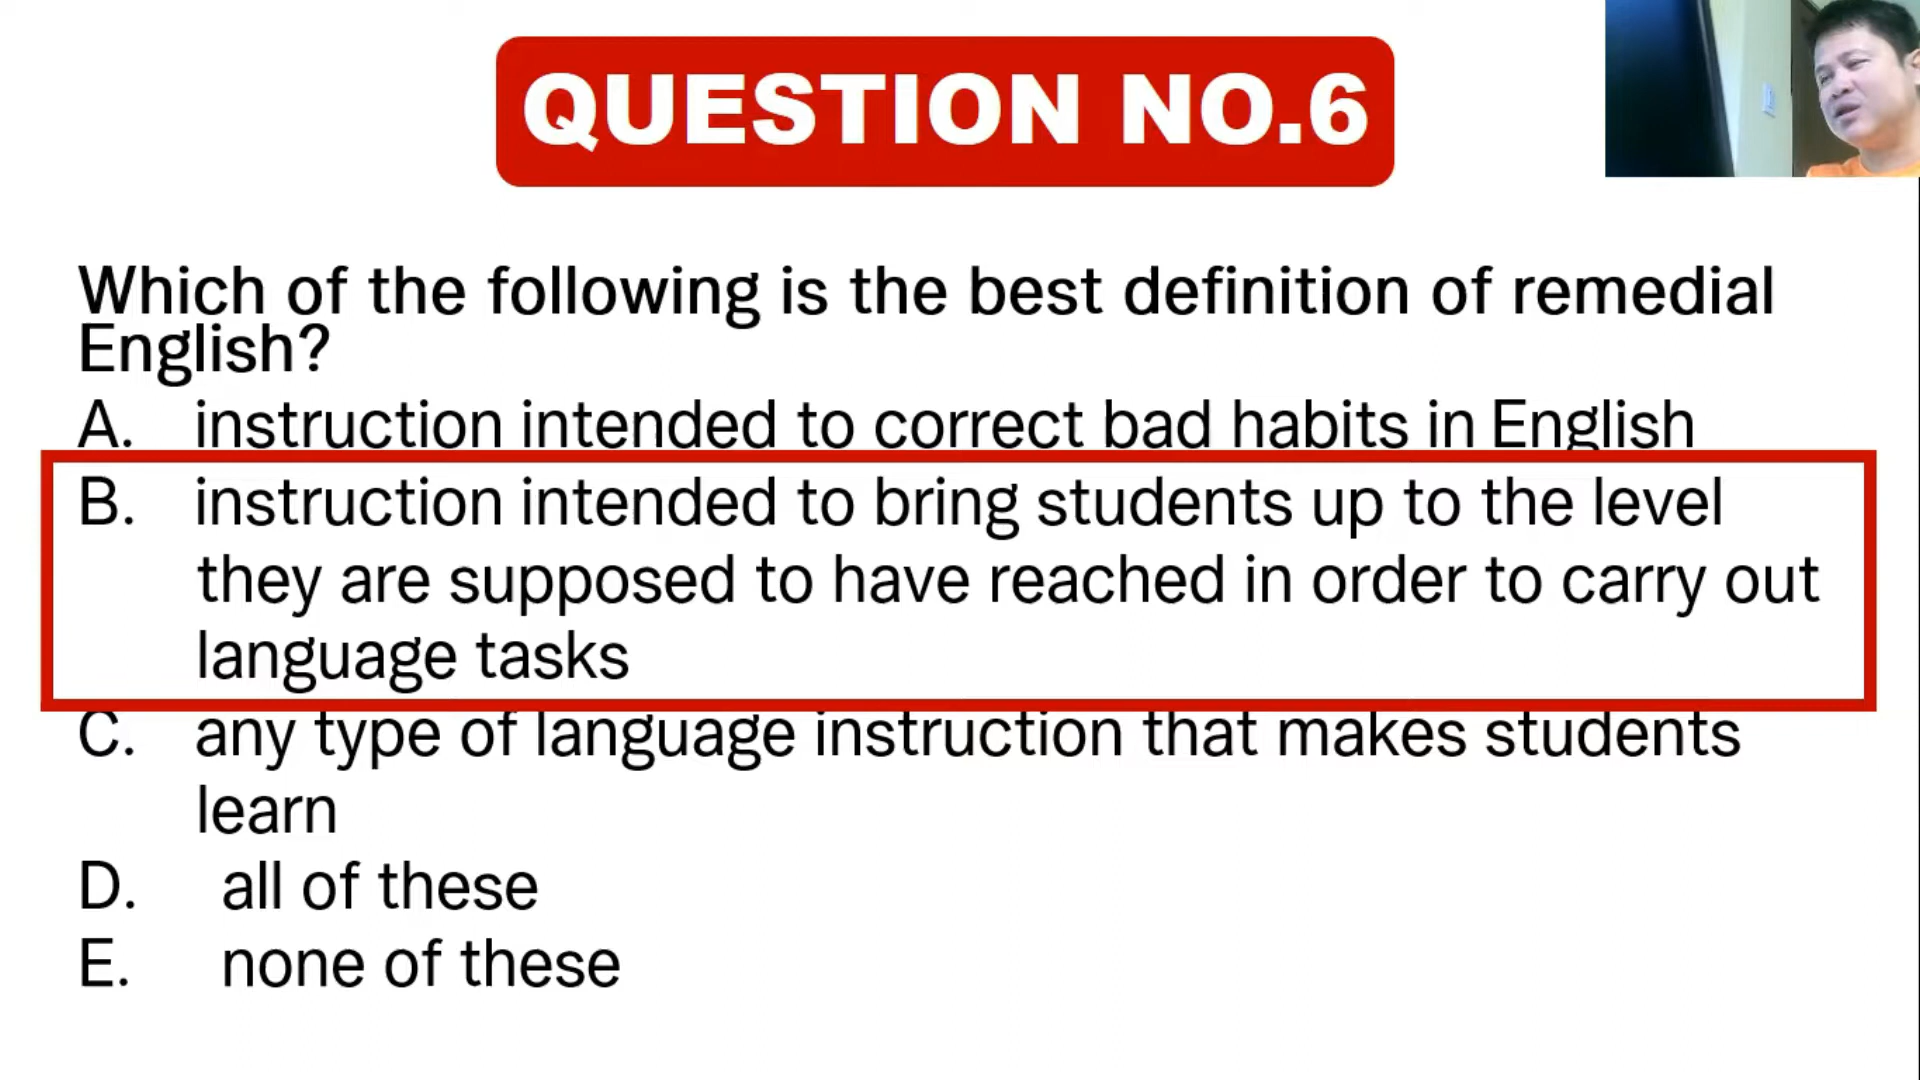 QUESTION NO.6
Which of the following is the best definition of remedial
English?
A. instruction intended to correct bad habits in English
B. instruction intended to bring students up to the level
they are supposed to have reached in order to carry out
language tasks
C. any type of language instruction that makes students
learn
D. all of these
E. none of these